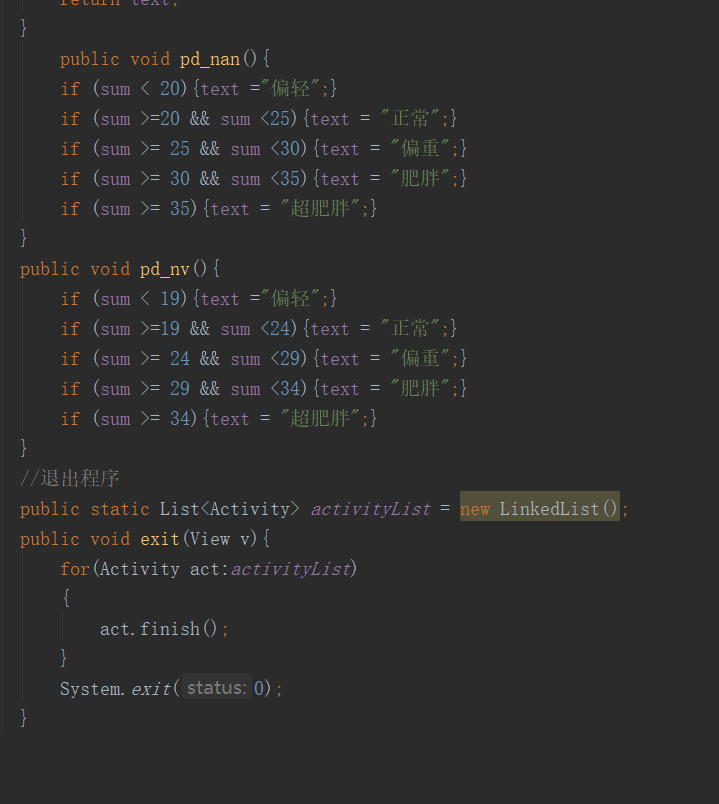 return text;
}
public void pd_nan(){
if (sum < 20){text ="偏轻";}
if (sum >=20 && sum <25){text = "正常";}
if (sum >= 25 && sum <30){text = "偏重";}
if (sum >= 30 && sum <35){text = "肥胖";}
if (sum >= 35){text = "超肥胖";}
}
public void pd_nv(){
if (sum < 19){text ="偏轻";}
if (sum >=19 && sum <24){text = "正常";}
if (sum >= 24 && sum <29){text = "偏重";}
if (sum >= 29 && sum <34){text = "肥胖";}
if (sum >= 34){text = "超肥胖";}
}
//退出程序
public static List<Activity> activityList = new LinkedList();
public void exit(View v){
for(Activity act:activityList)
{
act.finish();
}
System.exit( status: 0);
}